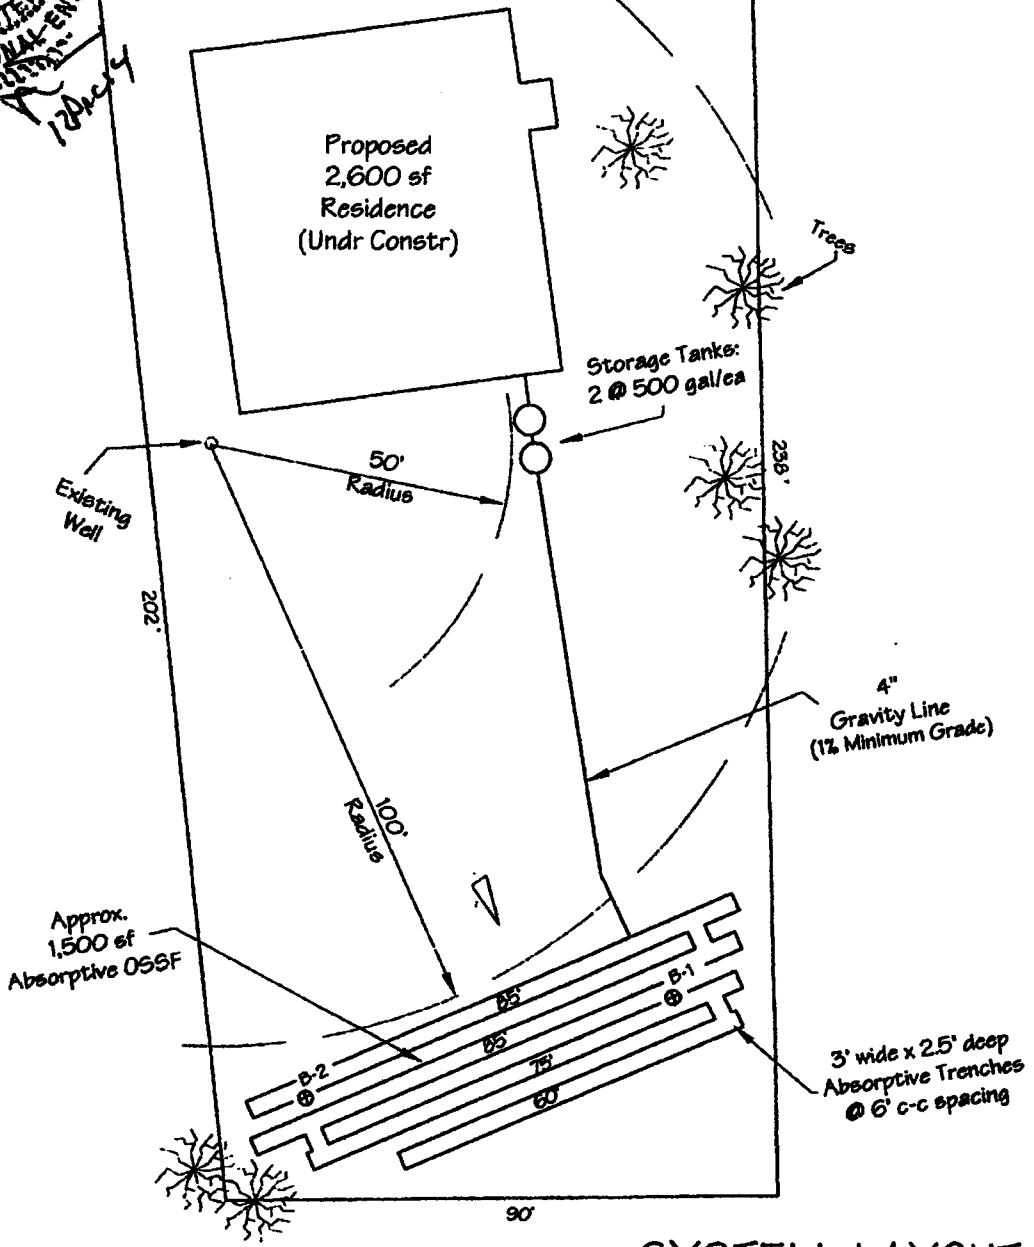 Proposed
2,600 sf
Residence
(Undr Constr)
Trees
Storage Tanks:
2 @ 500 gal/ea
50'
Radius
Existing
Well
238'
202'
4"
Gravity Line
(1% Minimum Grade)
100'
Radius
Approx.
1,500 sf
Absorptive OSSF
B-1
85'
85'
B-2
75'
60'
3' wide x 2.5' deep
Absorptive Trenches
@ 6' c-c spacing
90'